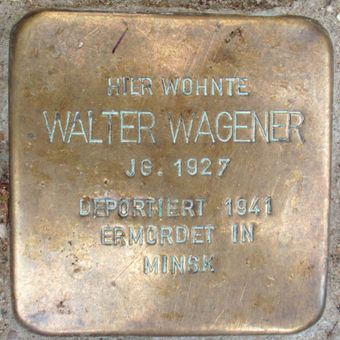 HIER WOHNTE
WALTER WAGENER
JG. 1927
DEPORTIERT 1941
ERMORDET IN
MINSK